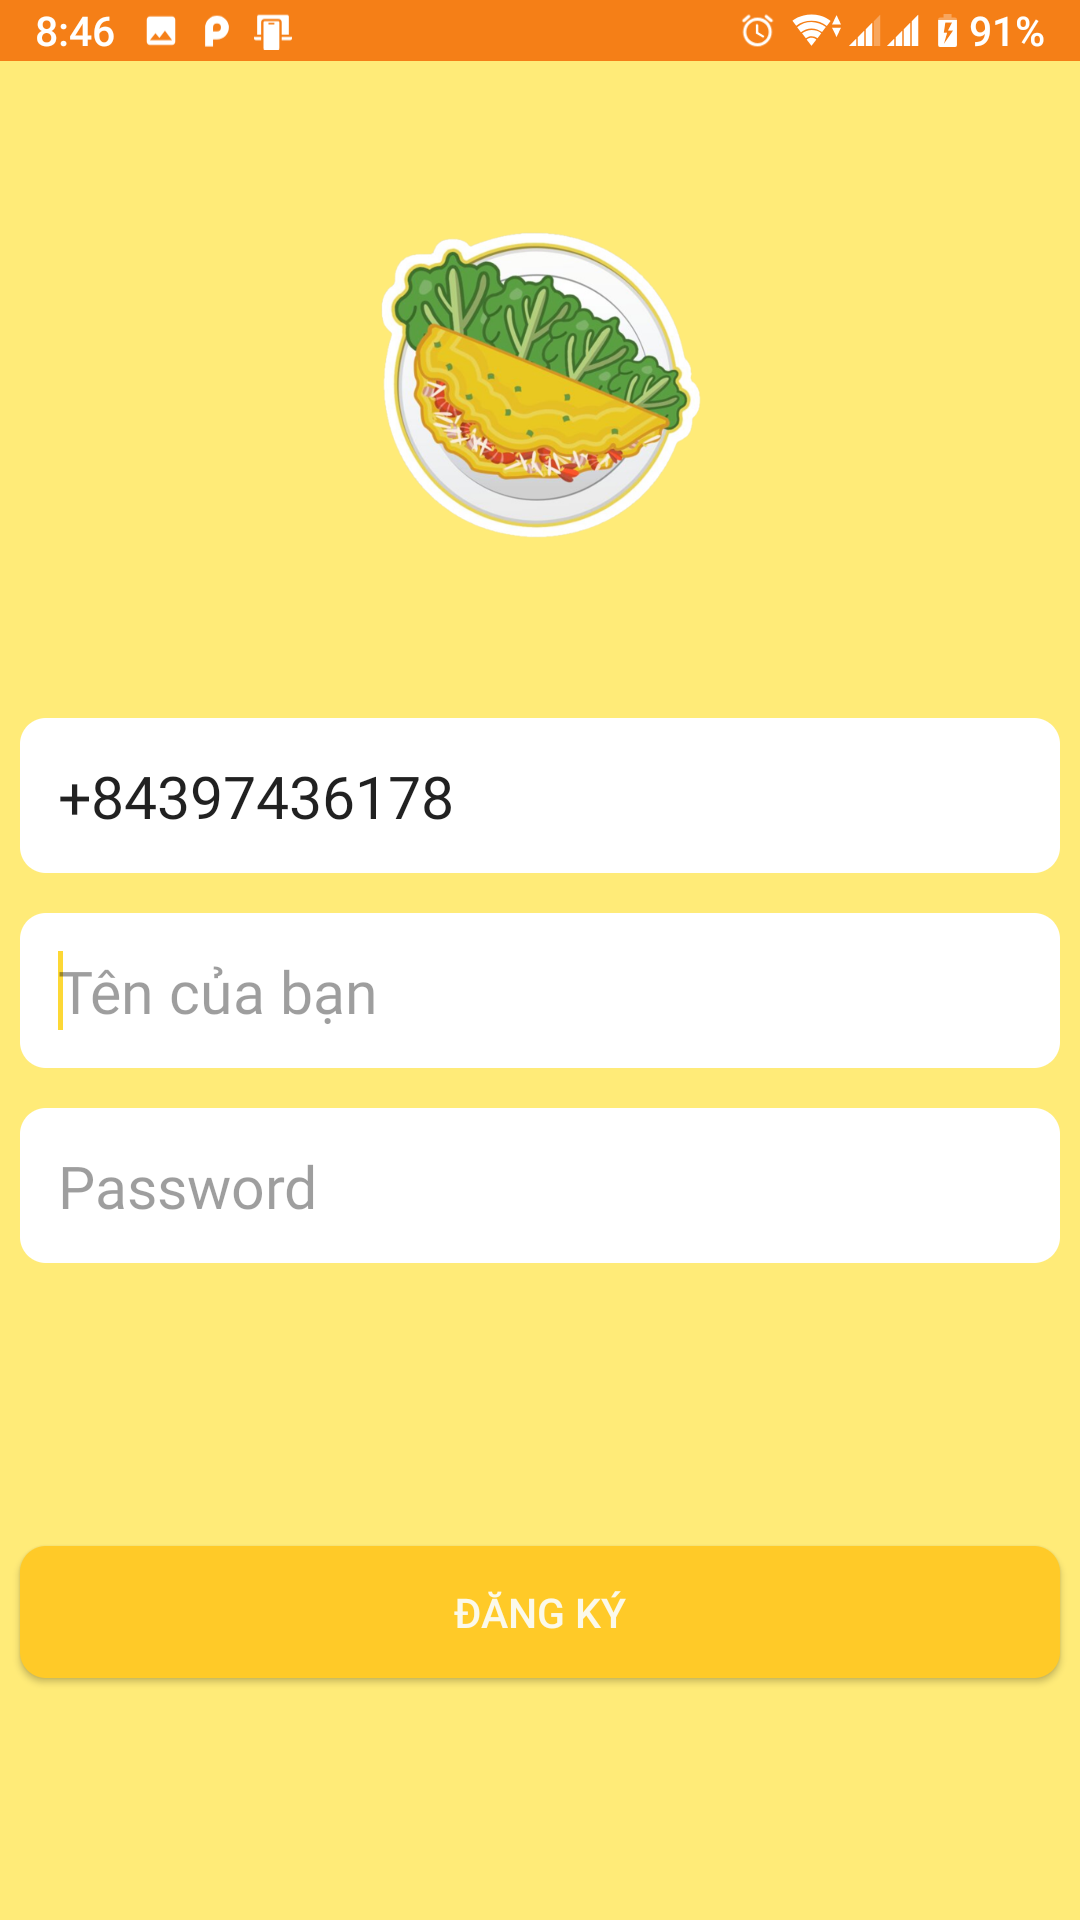 8:46 91%
+84397436178
Tên của bạn
Password
ĐĂNG KÝ